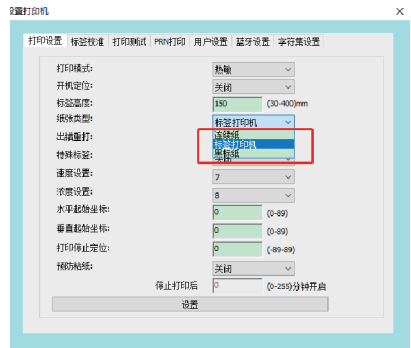 设置打印机
打印设置 标签校准 打印测试 PRN打印 用户设置 蓝牙设置 字符集设置
打印模式: 热敏
开机定位: 关闭
标签高度: 150 (30-400)mm
纸张类型: 标签打印机
出错重打: 连续纸
标签打印机
特殊标签: 黑标纸
速度设置: 7
浓度设置: 8
水平起始坐标: 0 (0-89)
垂直起始坐标: 0 (0-89)
打印停止定位: 0 (-89-89)
预防粘纸: 关闭
停止打印后 0 (0-255)分钟开启
设置